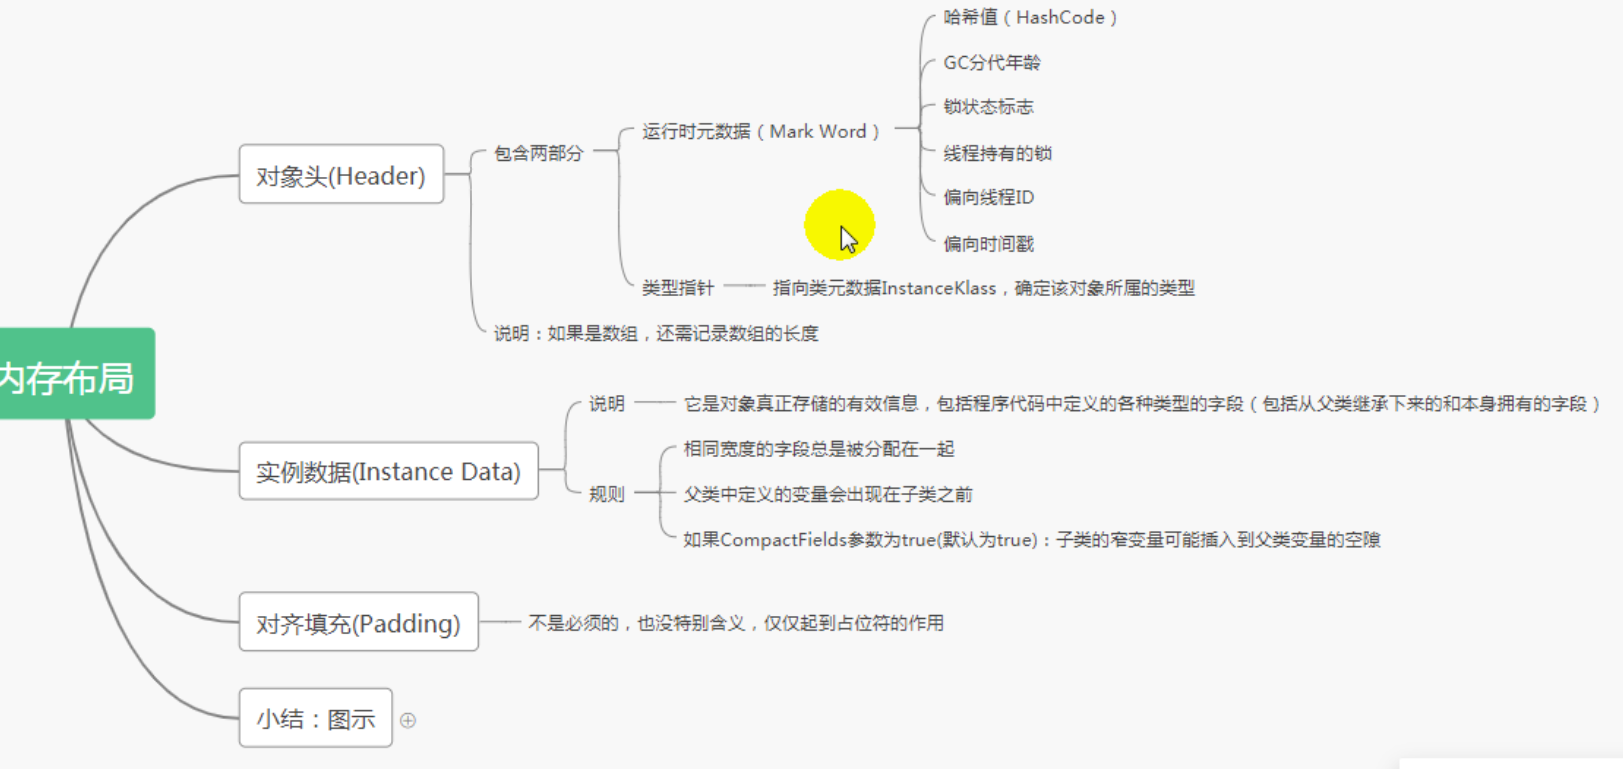 哈希值（HashCode）
GC分代年龄
锁状态标志
运行时元数据（Mark Word）
线程持有的锁
包含两部分
对象头(Header)
偏向线程ID
偏向时间戳
类型指针
指向类元数据InstanceKlass，确定该对象所属的类型
说明：如果是数组，还需记录数组的长度
内存布局
说明
它是对象真正存储的有效信息，包括程序代码中定义的各种类型的字段（包括从父类继承下来的和本身拥有的字段）
相同宽度的字段总是被分配在一起
实例数据(Instance Data)
规则
父类中定义的变量会出现在子类之前
如果CompactFields参数为true(默认为true)：子类的窄变量可能插入到父类变量的空隙
对齐填充(Padding)
不是必须的，也没特别含义，仅仅起到占位符的作用
小结：图示